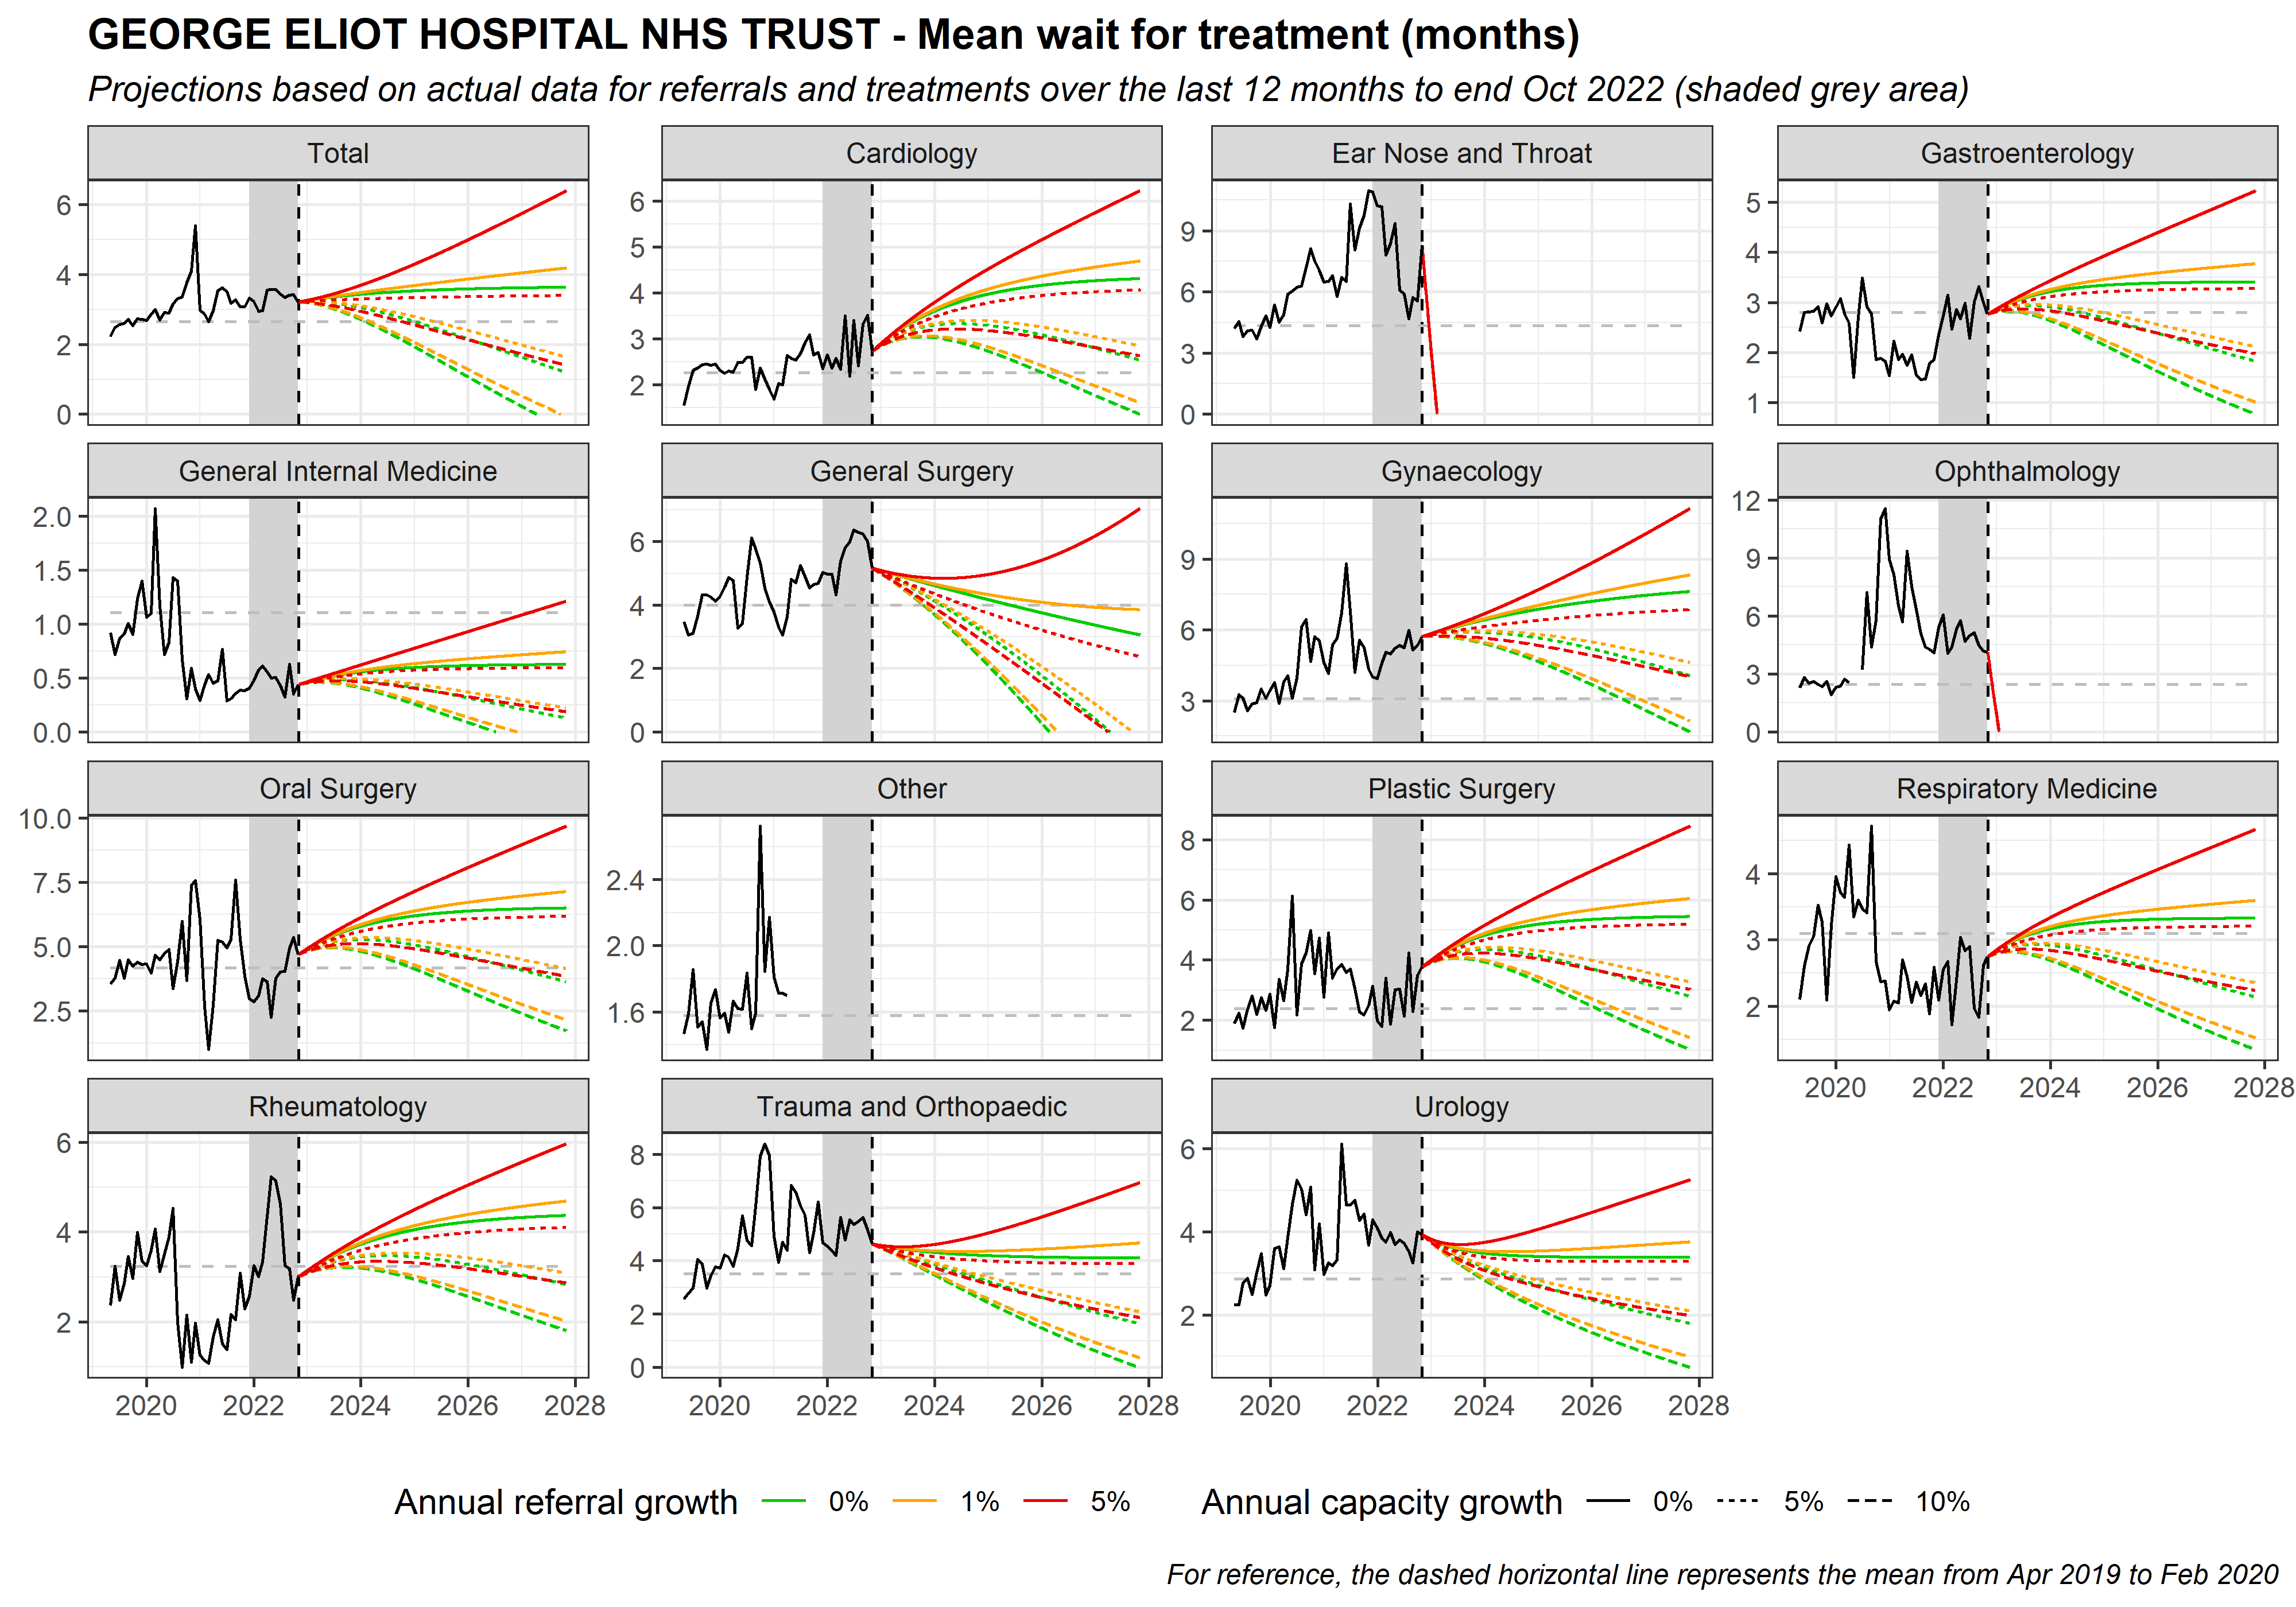 GEORGE ELIOT HOSPITAL NHS TRUST - Mean wait for treatment (months)
Projections based on actual data for referrals and treatments over the last 12 months to end Oct 2022 (shaded grey area)
Total
6
4
2
0
Cardiology
6
5
4
3
2
Ear Nose and Throat
9
6
3
0
Gastroenterology
5
4
3
2
1
General Internal Medicine
2.0
1.5
1.0
0.5
0.0
General Surgery
6
4
2
0
Gynaecology
9
6
3
Ophthalmology
12
9
6
3
0
Oral Surgery
10.0
7.5
5.0
2.5
Other
2.4
2.0
1.6
Plastic Surgery
8
6
4
2
Respiratory Medicine
4
3
2
2020 2022 2024 2026 2028
Rheumatology
6
4
2
2020 2022 2024 2026 2028
Trauma and Orthopaedic
8
6
4
2
0
2020 2022 2024 2026 2028
Urology
6
4
2
2020 2022 2024 2026 2028
Annual referral growth 0% 1% 5% Annual capacity growth 0% 5% 10%
For reference, the dashed horizontal line represents the mean from Apr 2019 to Feb 2020